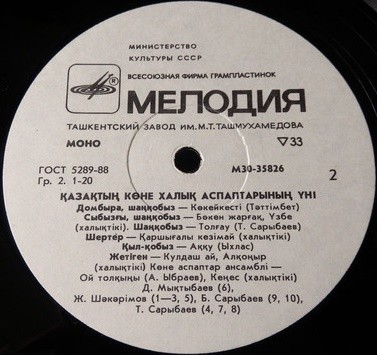 МИНИСТЕРСТВО
КУЛЬТУРЫ СССР
ВСЕСОЮЗНАЯ ФИРМА ГРАМПЛАСТИНОК
МЕЛОДИЯ
ТАШКЕНТСКИЙ ЗАВОД ИМ. М.Т. ТАШМУХАМЕДОВА
МОНО ▽33
ГОСТ 5289-88 М30-35826
Гр. 2. 1-20 2
ҚАЗАҚТЫҢ КӨНЕ ХАЛЫҚ АСПАПТАРЫНЫҢ ҮНІ
Домбыра, шаңқобыз — Көкейкесті (Тәттімбет)
Сыбызғы, шаңқобыз — Бөкен жарғақ, Үзбе
(халықтікі). Шаңқобыз — Толғау (Т. Сарыбаев)
Шертер — Қаршығалы кезімай (халықтікі)
Қыл-қобыз — Аққу (Ықлас)
Жетіген — Кулдаш ай, Алқоңыр
(халықтікі) Көне аспаптар ансамблі —
Ой толқыны (А. Ыбраев), Кеңес (халықтікі)
Д. Мықтыбаев (6),
Ж. Шәкәрімов (1—3, 5), Б. Сарыбаев (9, 10),
Т. Сарыбаев (4, 7, 8)